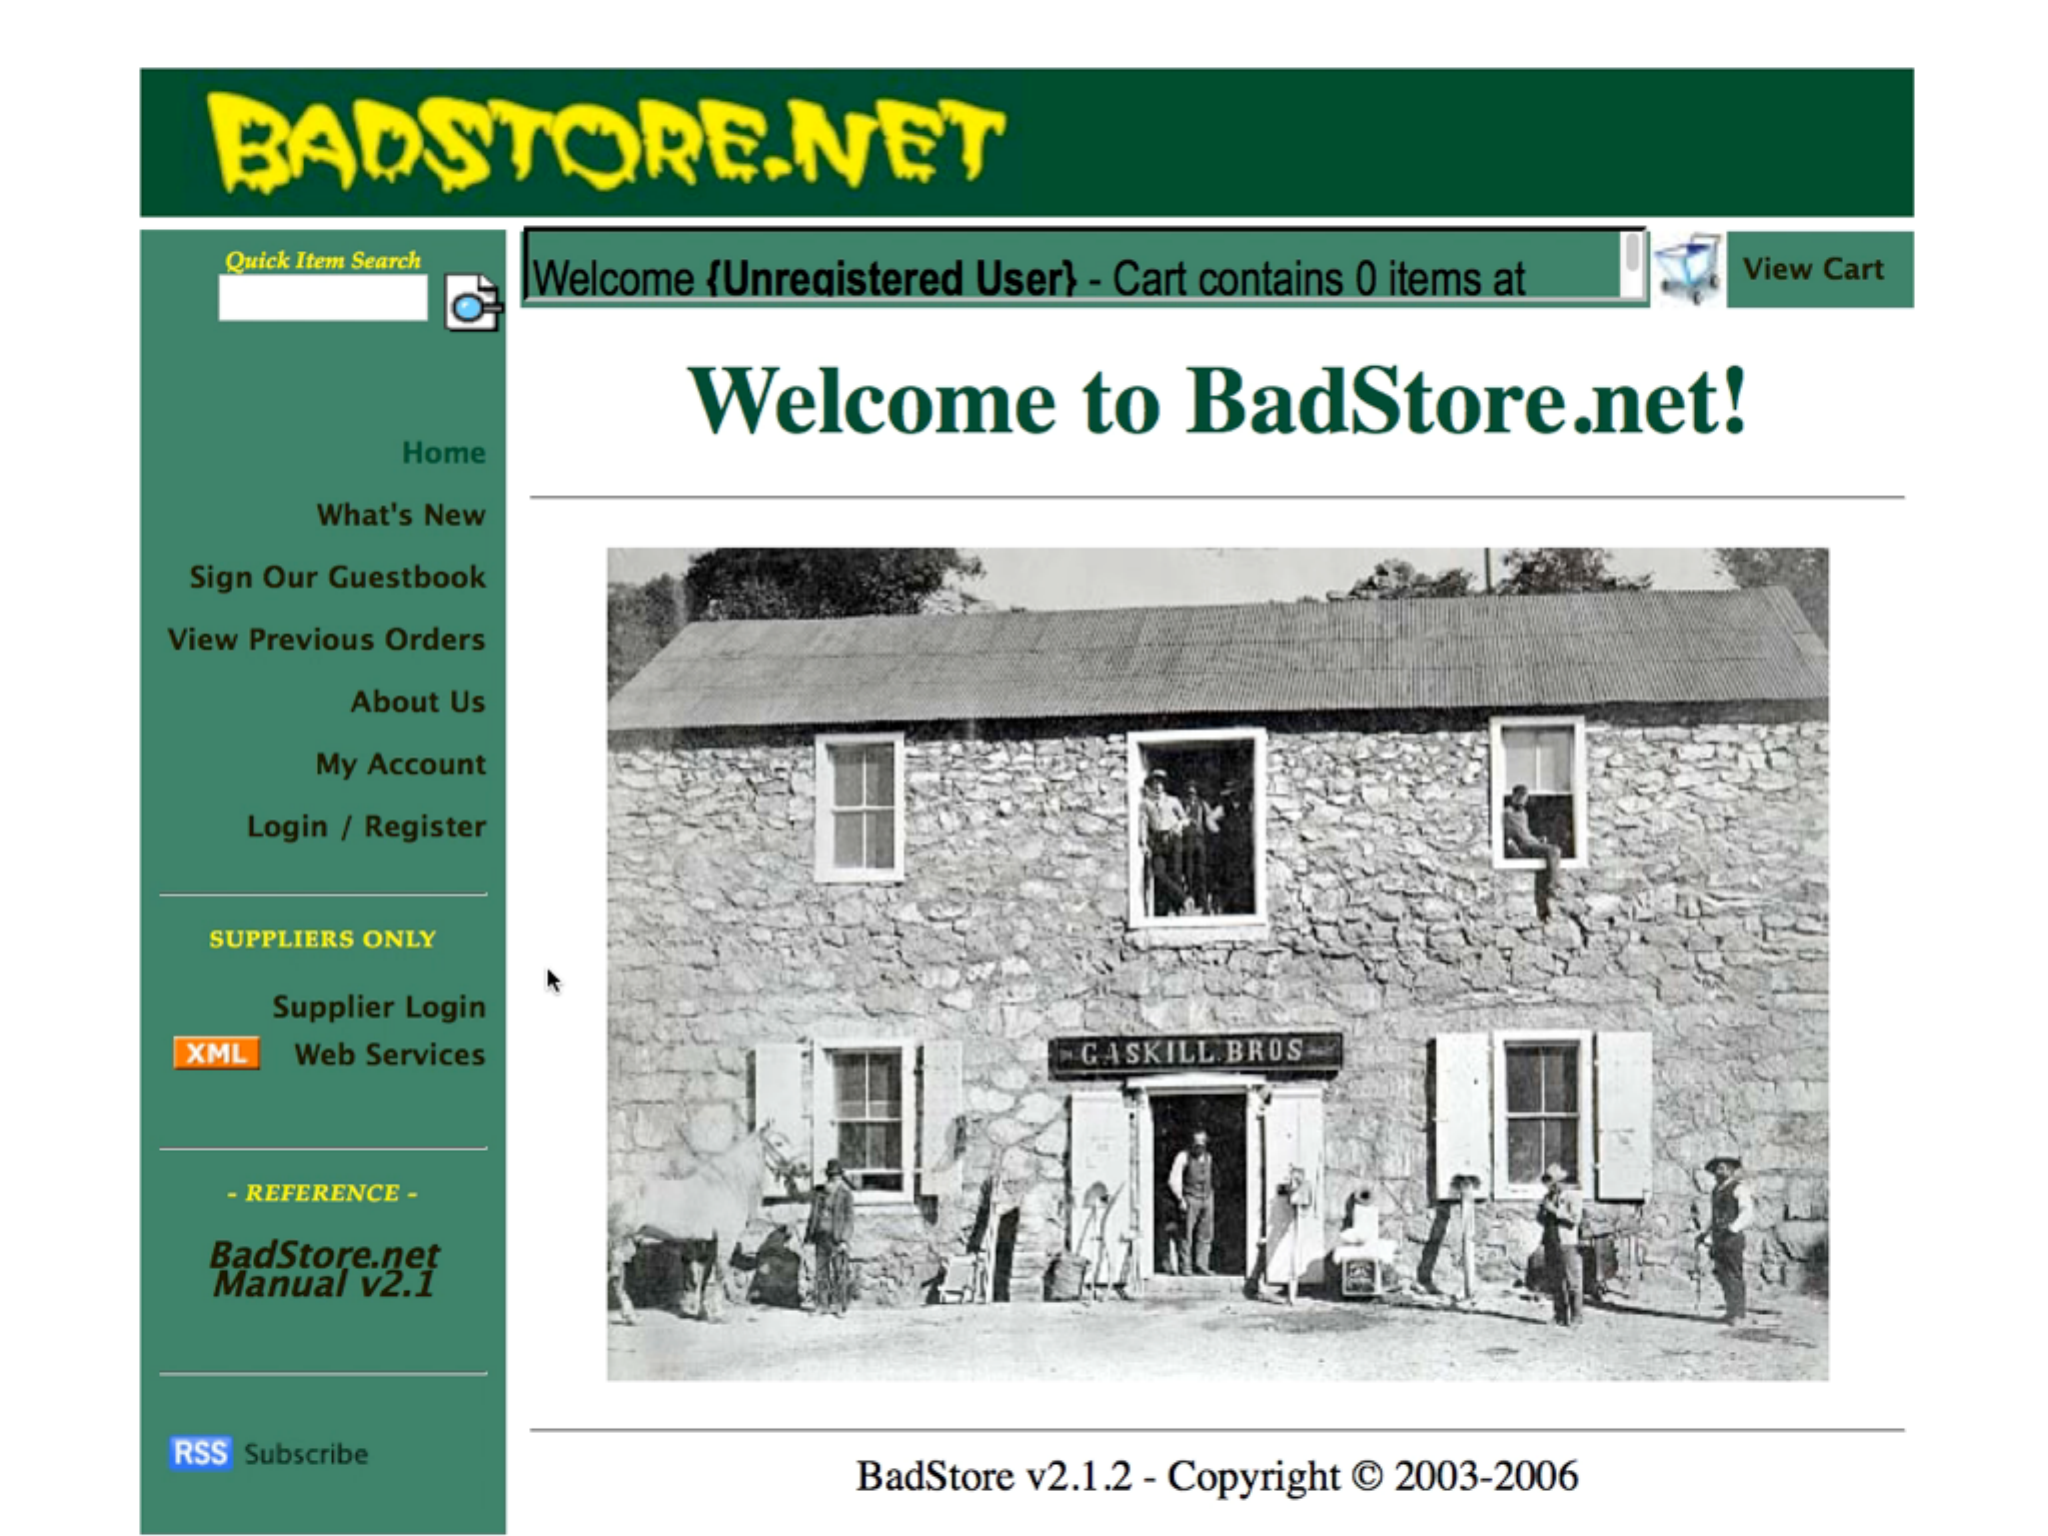 BADSTORE.NET
Quick Item Search
Welcome {Unregistered User} - Cart contains 0 items at
View Cart
Welcome to BadStore.net!
Home
What's New
Sign Our Guestbook
View Previous Orders
About Us
My Account
Login / Register
SUPPLIERS ONLY
Supplier Login
XML Web Services
- REFERENCE -
BadStore.net
Manual v2.1
RSS Subscribe
GASKILL BROS
BadStore v2.1.2 - Copyright © 2003-2006